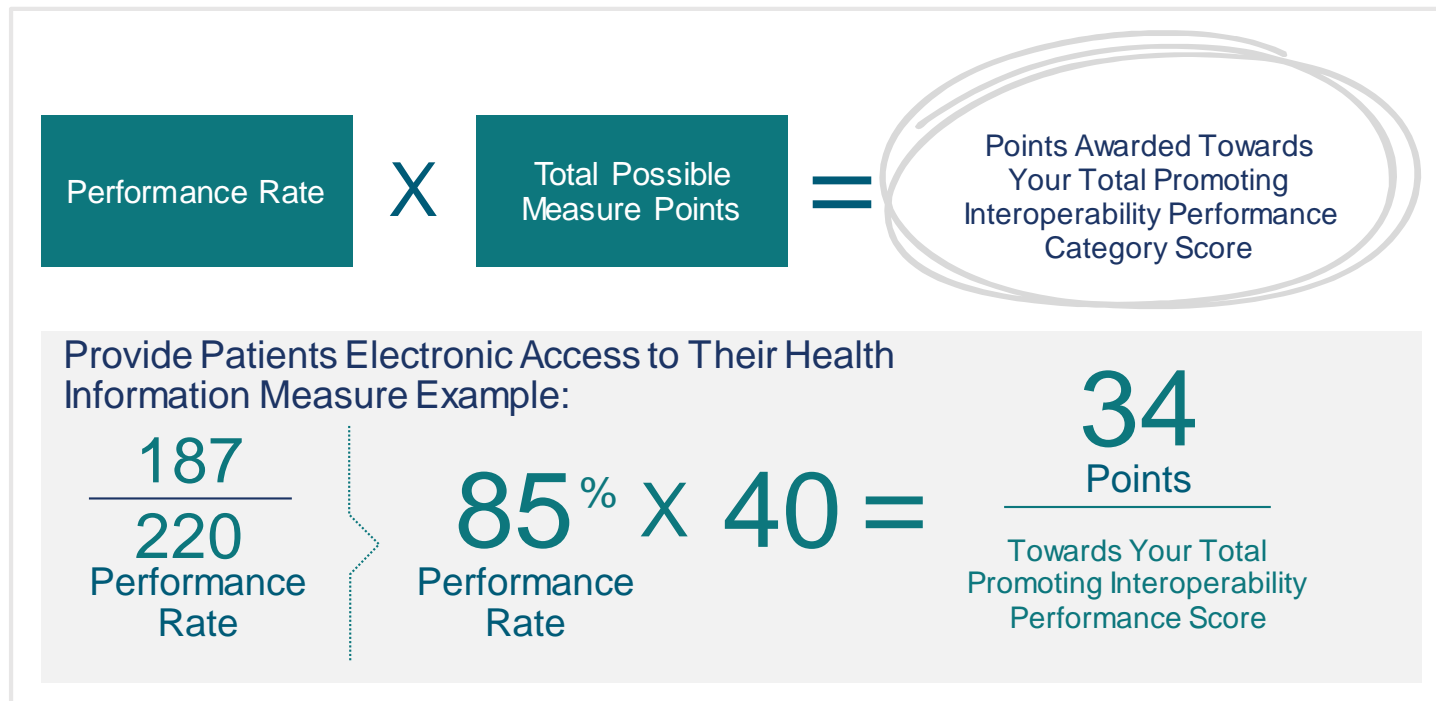 Performance Rate
X
Total Possible
Measure Points
=
Points Awarded Towards
Your Total Promoting
Interoperability Performance
Category Score
Provide Patients Electronic Access to Their Health
Information Measure Example:
187
220
Performance
Rate
85% X 40 =
Performance
Rate
34
Points
Towards Your Total
Promoting Interoperability
Performance Score